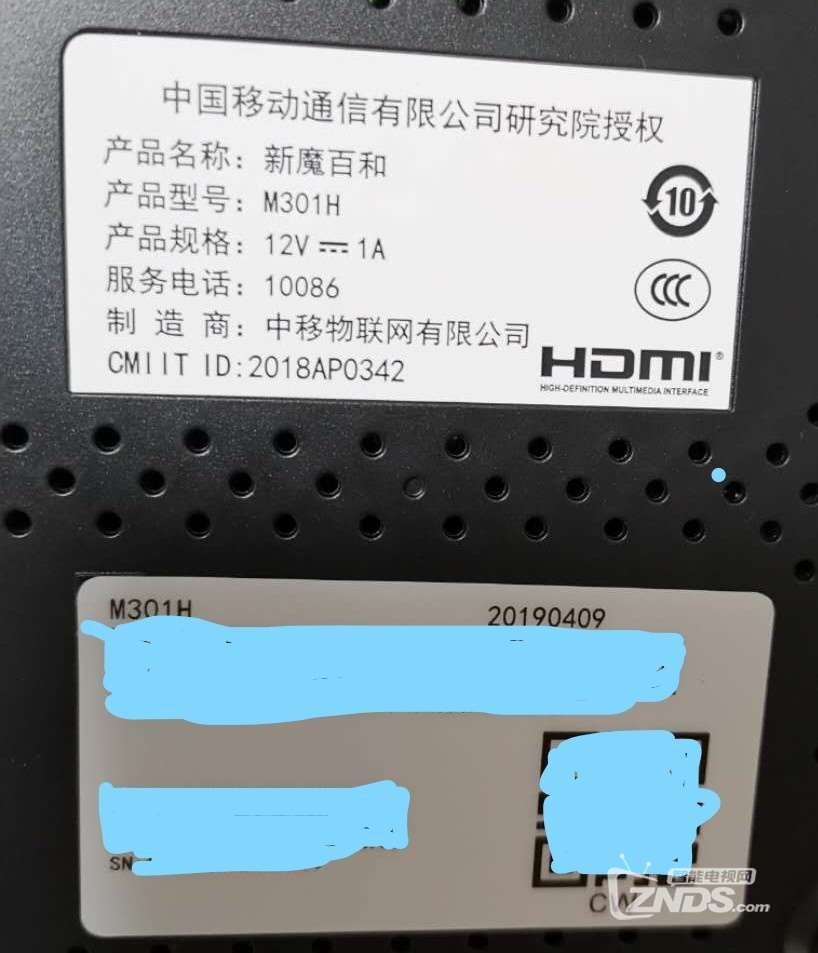 中国移动通信有限公司研究院授权
产品名称：新魔百和
产品型号：M301H
产品规格：12V ⎓ 1A
服务电话：10086
制 造 商：中移物联网有限公司
CMIIT ID:2018AP0342
10
CCC
HDMI®
HIGH-DEFINITION MULTIMEDIA INTERFACE
M301H
20190409
SN
CW
智能电视网
ZNDS.com